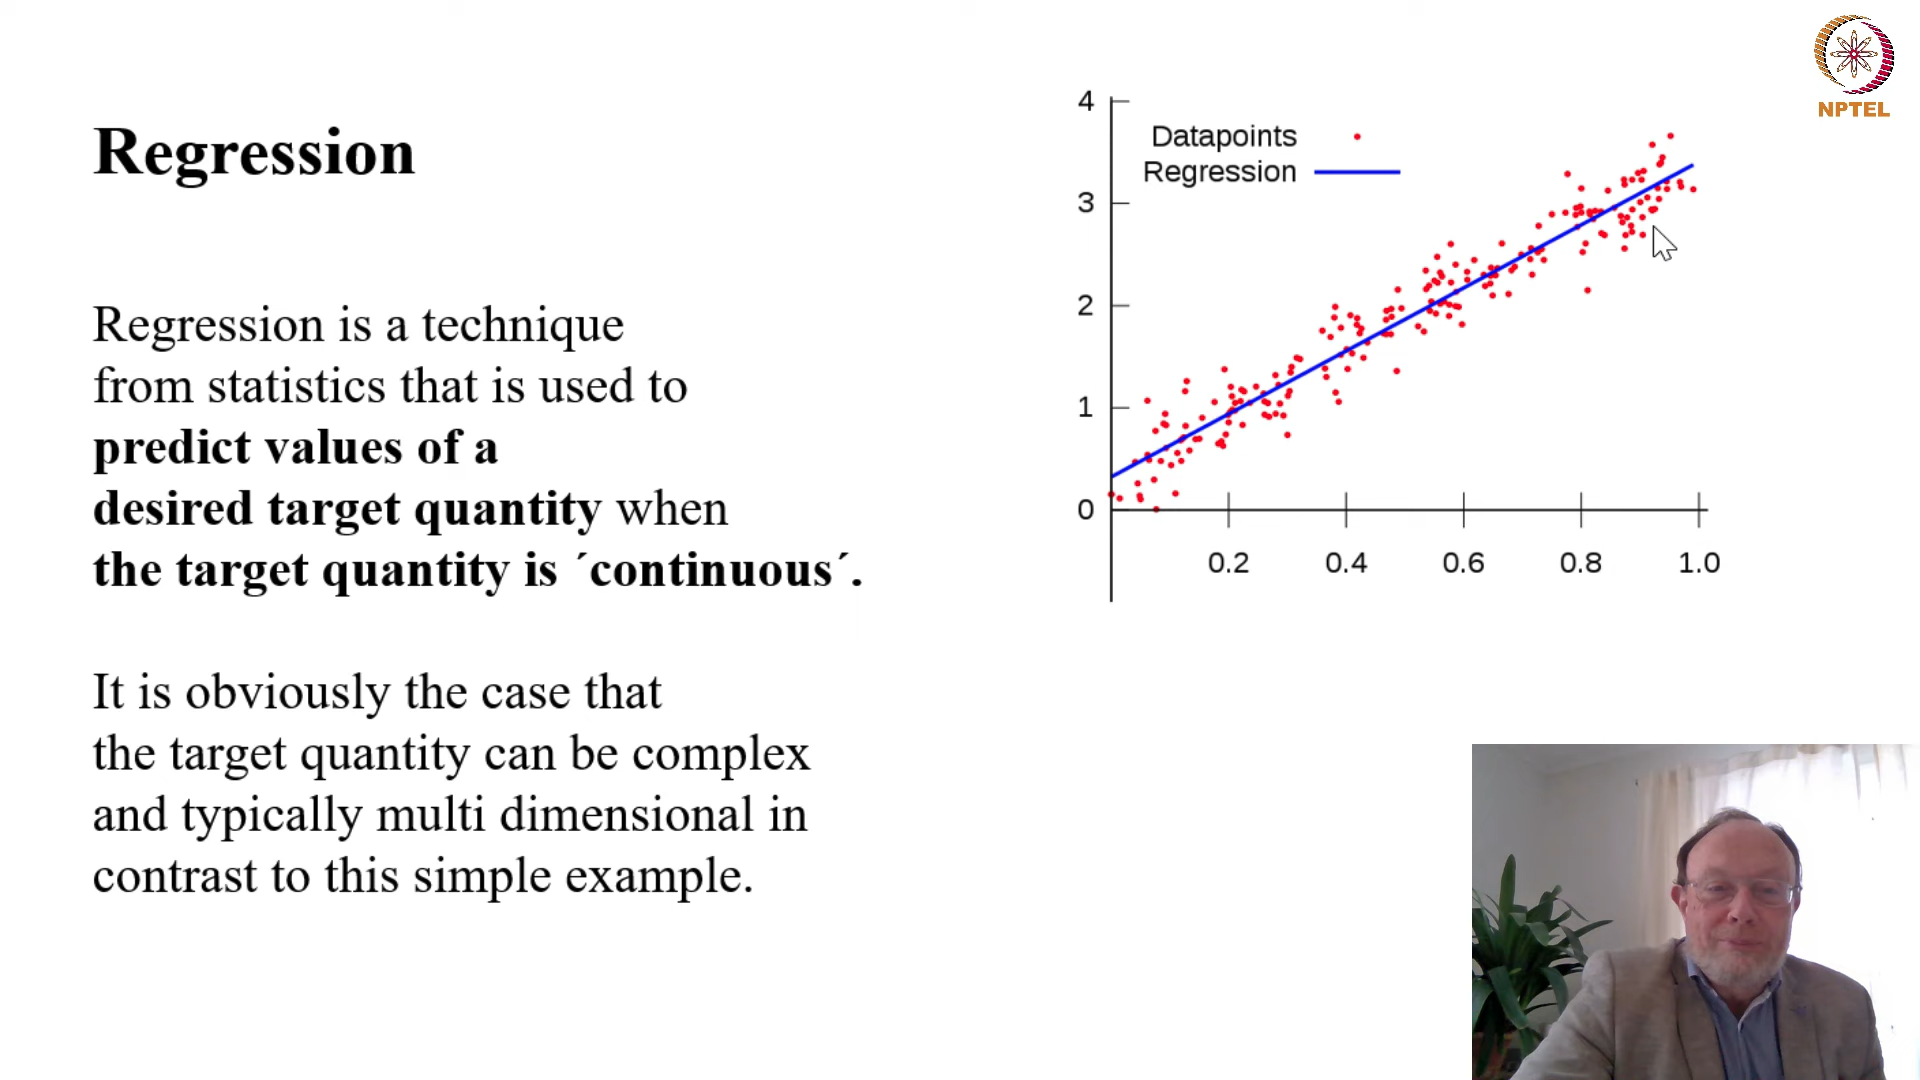 NPTEL
Regression
Regression is a technique
from statistics that is used to
predict values of a
desired target quantity when
the target quantity is ´continuous´.
It is obviously the case that
the target quantity can be complex
and typically multi dimensional in
contrast to this simple example.
4
Datapoints
Regression
3
2
1
0
0.2 0.4 0.6 0.8 1.0